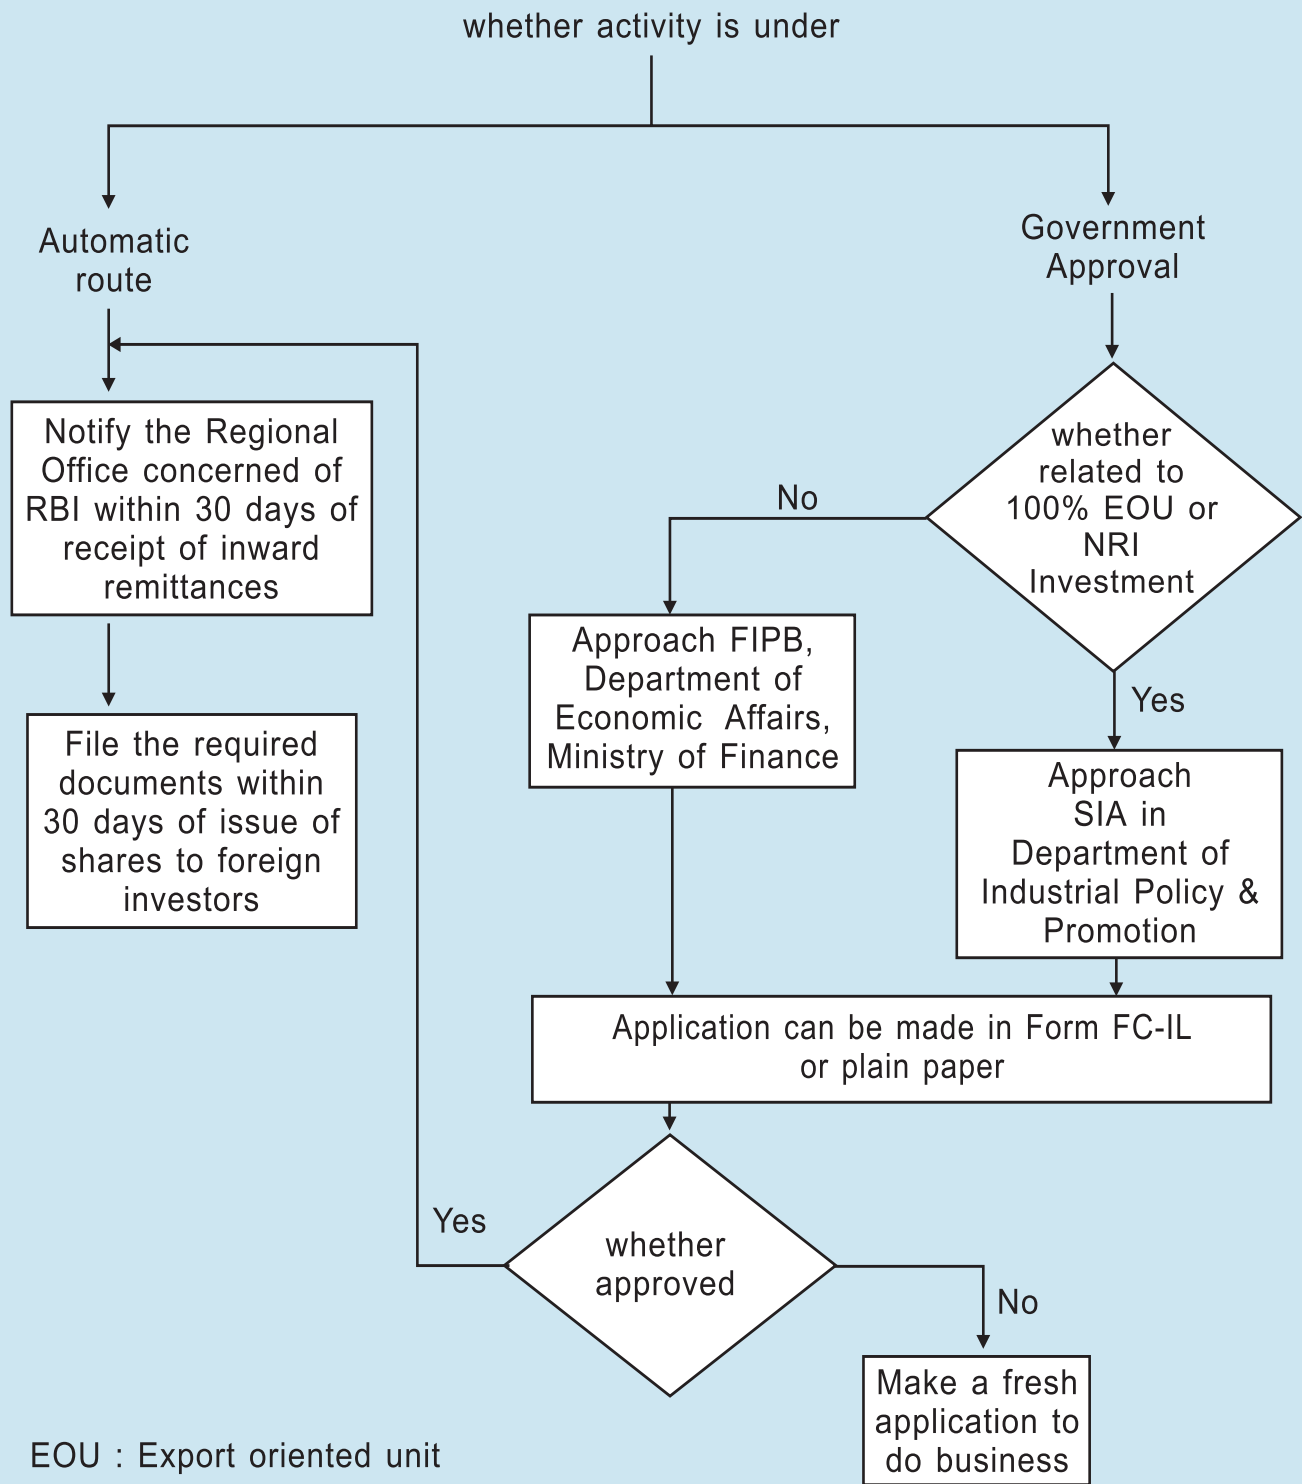 whether activity is under
Automatic
route
Government
Approval
Notify the Regional
Office concerned of
RBI within 30 days of
receipt of inward
remittances
whether
related to
100% EOU or
NRI
Investment
No
Yes
File the required
documents within
30 days of issue of
shares to foreign
investors
Approach FIPB,
Department of
Economic Affairs,
Ministry of Finance
Approach
SIA in
Department of
Industrial Policy &
Promotion
Application can be made in Form FC-IL
or plain paper
Yes
whether
approved
No
Make a fresh
application to
do business
EOU : Export oriented unit